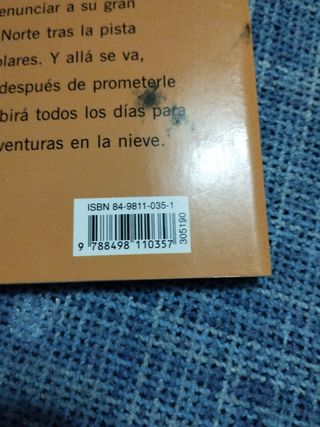 enunciar a su gran
Norte tras la pista
olares. Y allá se va,
después de prometerle
birá todos los días para
venturas en la nieve.
ISBN 84-9811-035-1
9 788498 110357
305190